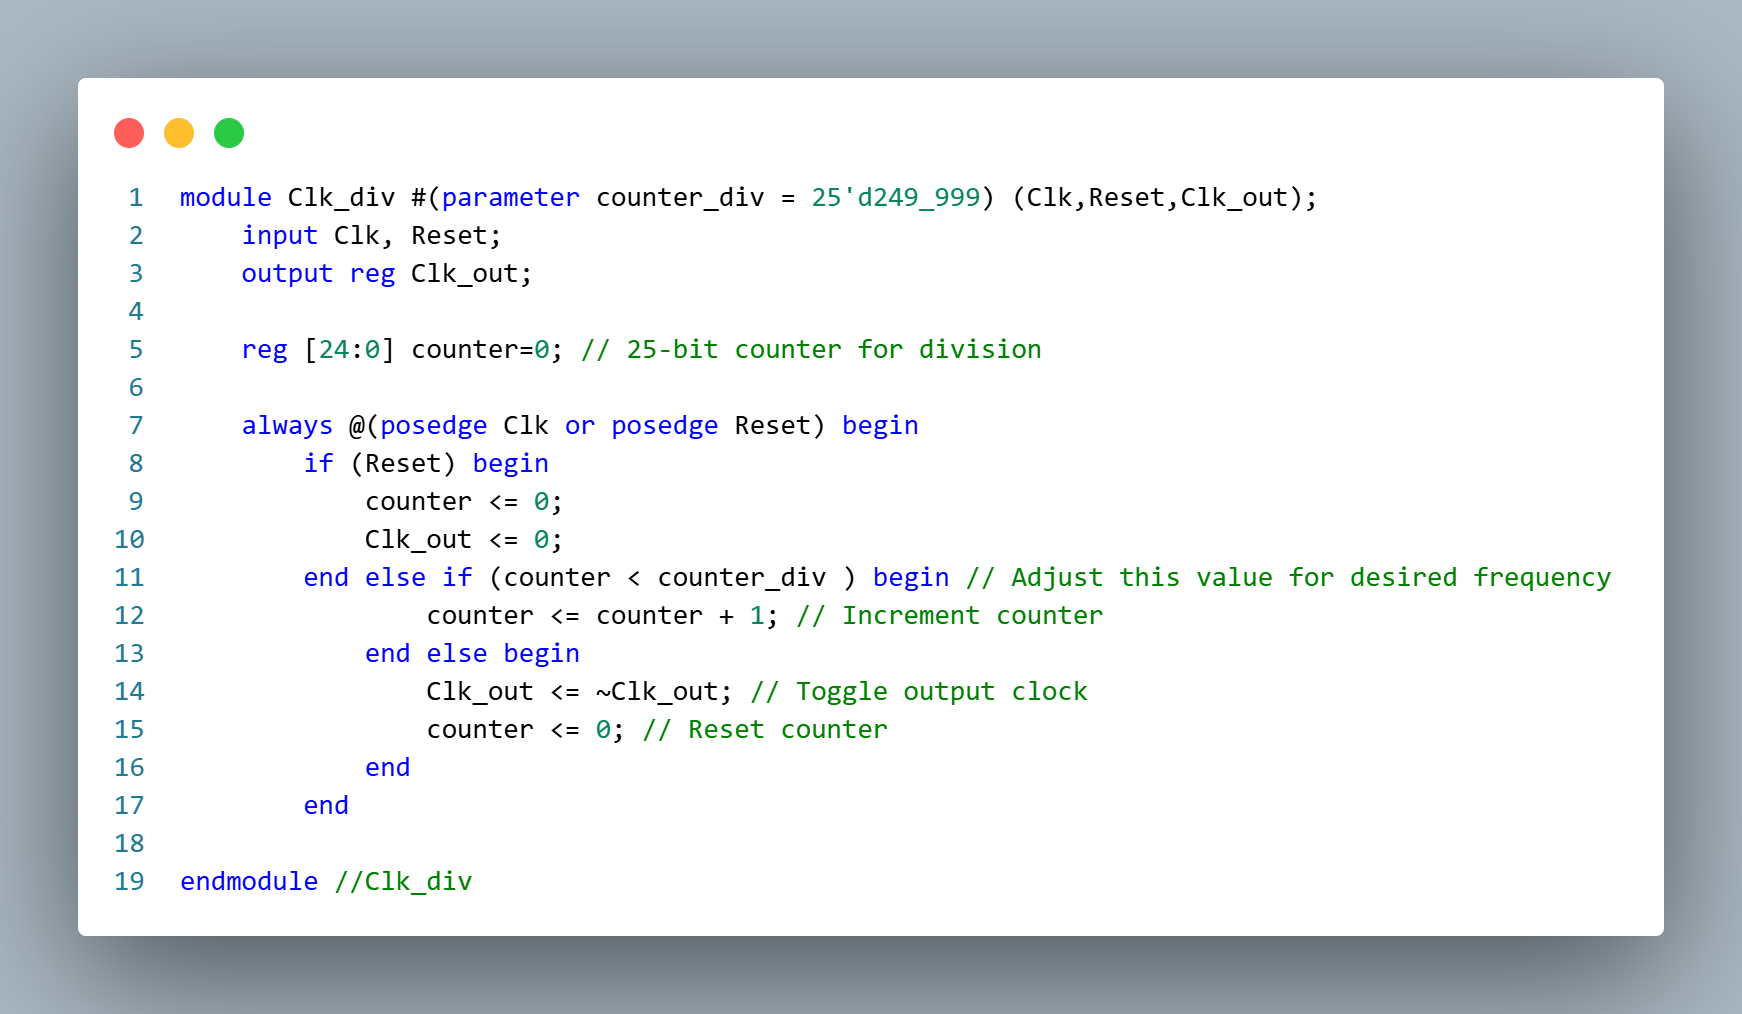 1 module Clk_div #(parameter counter_div = 25'd249_999) (Clk,Reset,Clk_out);
2     input Clk, Reset;
3     output reg Clk_out;
4
5     reg [24:0] counter=0; // 25-bit counter for division
6
7     always @(posedge Clk or posedge Reset) begin
8         if (Reset) begin
9             counter <= 0;
10             Clk_out <= 0;
11         end else if (counter < counter_div ) begin // Adjust this value for desired frequency
12                 counter <= counter + 1; // Increment counter
13             end else begin
14                 Clk_out <= ~Clk_out; // Toggle output clock
15                 counter <= 0; // Reset counter
16             end
17         end
18
19 endmodule //Clk_div